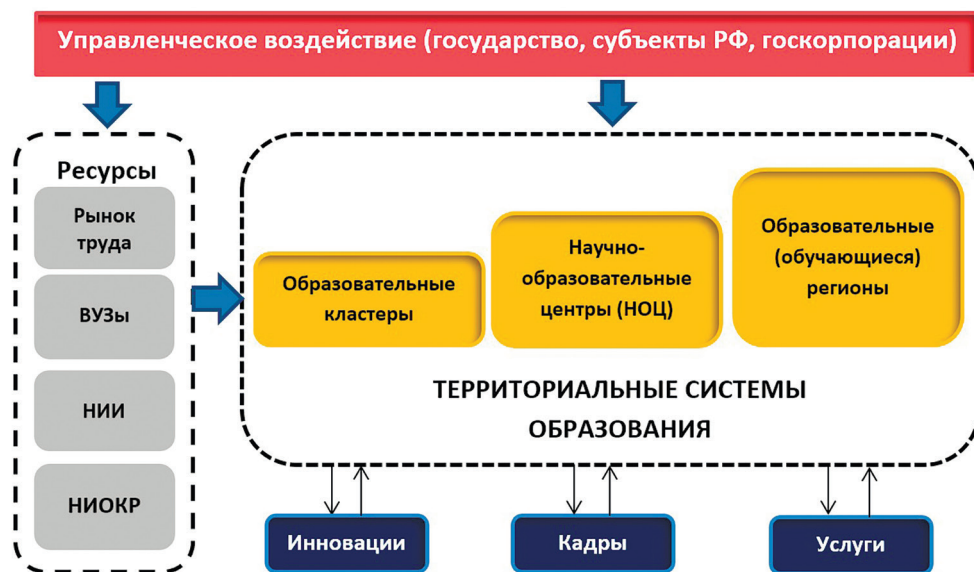 Управленческое воздействие (государство, субъекты РФ, госкорпорации)
Ресурсы
Рынок
труда
ВУЗы
НИИ
НИОКР
Образовательные
кластеры
Научно-
образовательные
центры (НОЦ)
Образовательные
(обучающиеся)
регионы
ТЕРРИТОРИАЛЬНЫЕ СИСТЕМЫ
ОБРАЗОВАНИЯ
Инновации
Кадры
Услуги